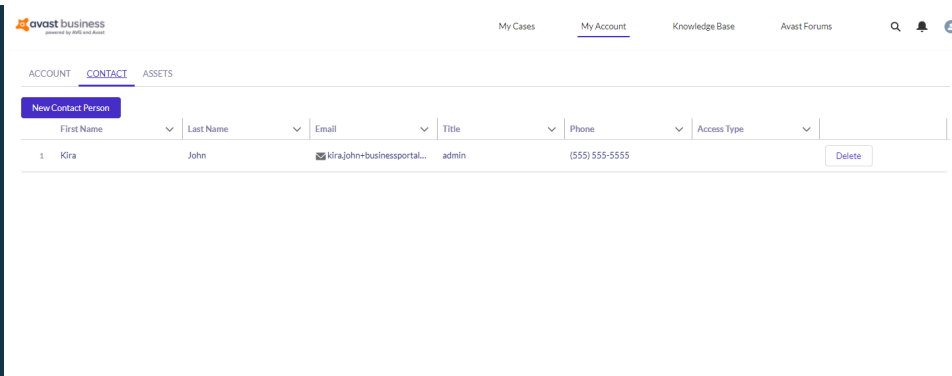 avast business
powered by AVG and Avast
My Cases My Account Knowledge Base Avast Forums
ACCOUNT CONTACT ASSETS
New Contact Person
First Name Last Name Email Title Phone Access Type
1 Kira John kira.john+businessportal... admin (555) 555-5555 Delete